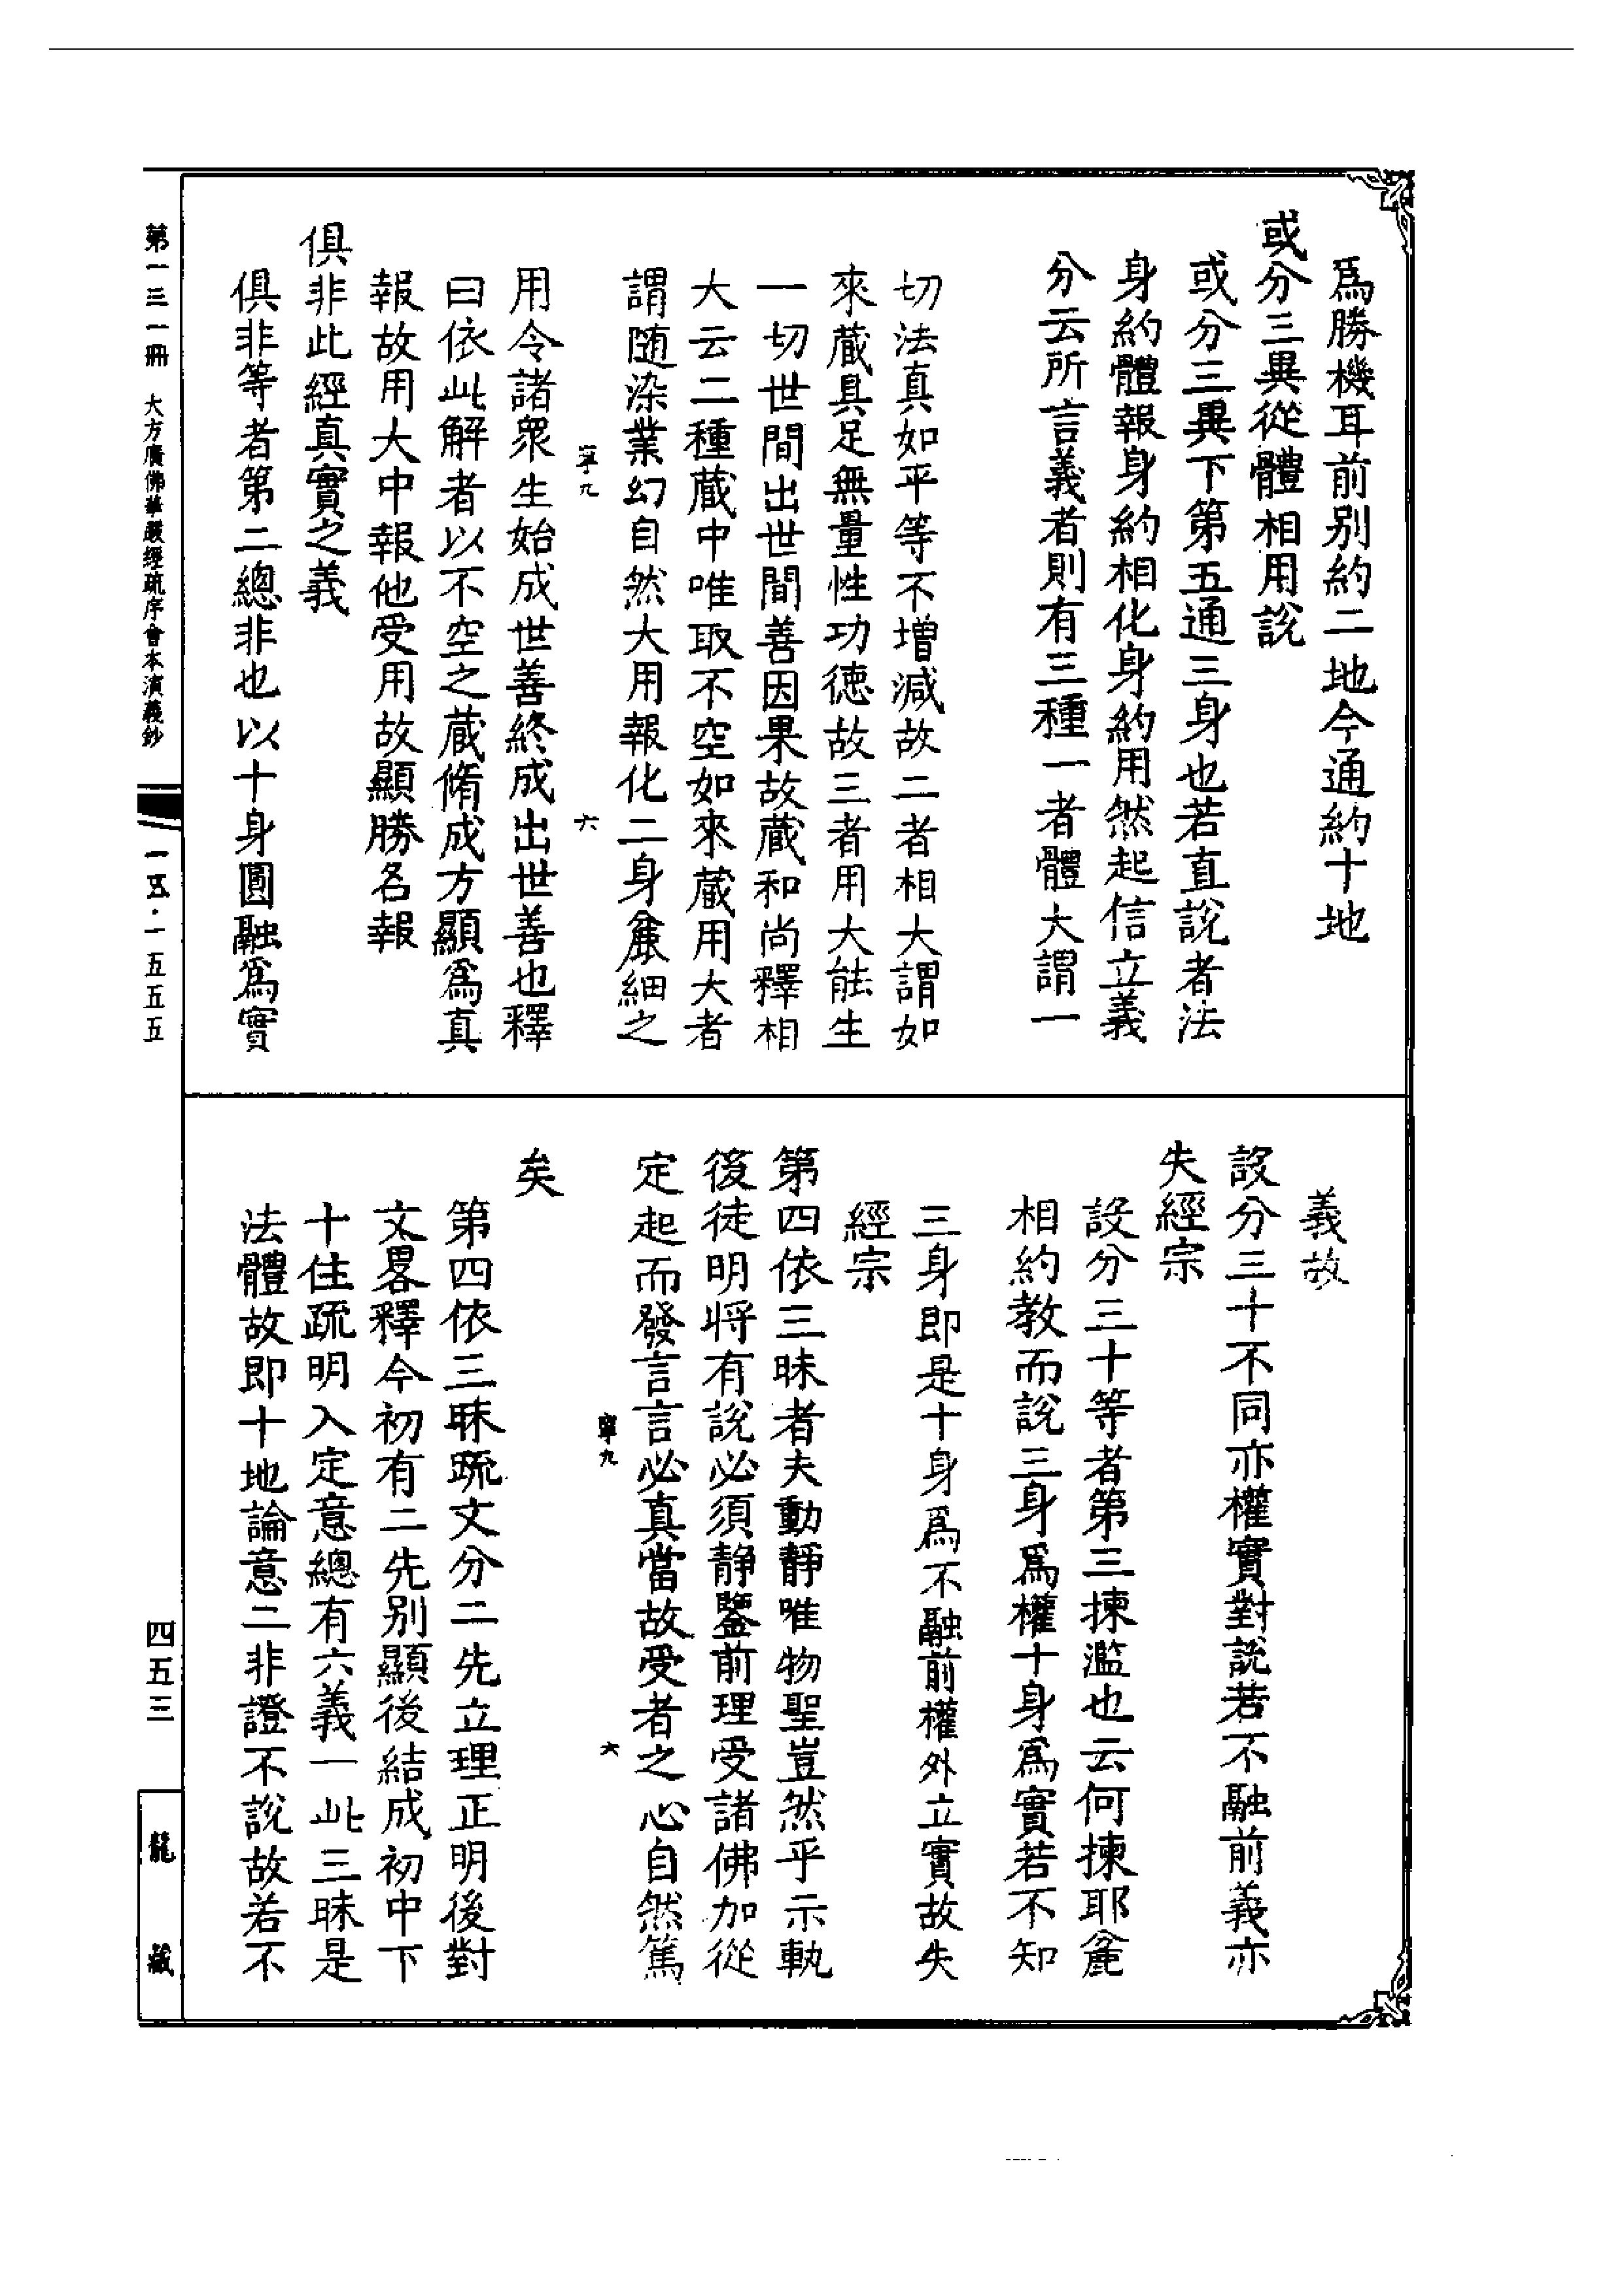 爲勝機耳前別約二地今通約十地
或分三異從體相用說
或分三異下第五通三身也若直說者法
身約體報身約相化身約用然起信立義
分云所言義者則有三種一者體大謂一
切法真如平等不增減故二者相大謂如
來藏具足無量性功德故三者用大能生
一切世間出世間善因果故藏和尚釋相
大云二種藏中唯取不空如來藏用大者
謂隨染業幻自然大用報化二身麁細之
寧九 六
用令諸衆生始成世善終成出世善也釋
曰依此解者以不空之藏脩成方顯爲真
報故用大中報他受用故顯勝名報
俱非此經真實之義
俱非等者第二總非也以十身圓融爲實
義故
設分三十不同亦權實對說若不融前義亦
失經宗
設分三十等者第三揀濫也云何揀耶麁
相約教而說三身爲權十身爲實若不知
三身即是十身爲不融前權外立實故失
經宗
第四依三昧者夫動靜唯物聖豈然乎示軌
後徒明將有說必須靜鑒前理受諸佛加從
定起而發言言必真當故受者之心自然篤
寧九 六
矣
第四依三昧疏文分二先立理正明後對
文畧釋今初有二先別顯後結成初中下
十住疏明入定意總有六義一此三昧是
法體故即十地論意二非證不說故若不
第一三一冊 大方廣佛華嚴經疏序會本演義鈔
一五·一五五五
四五三
龍藏